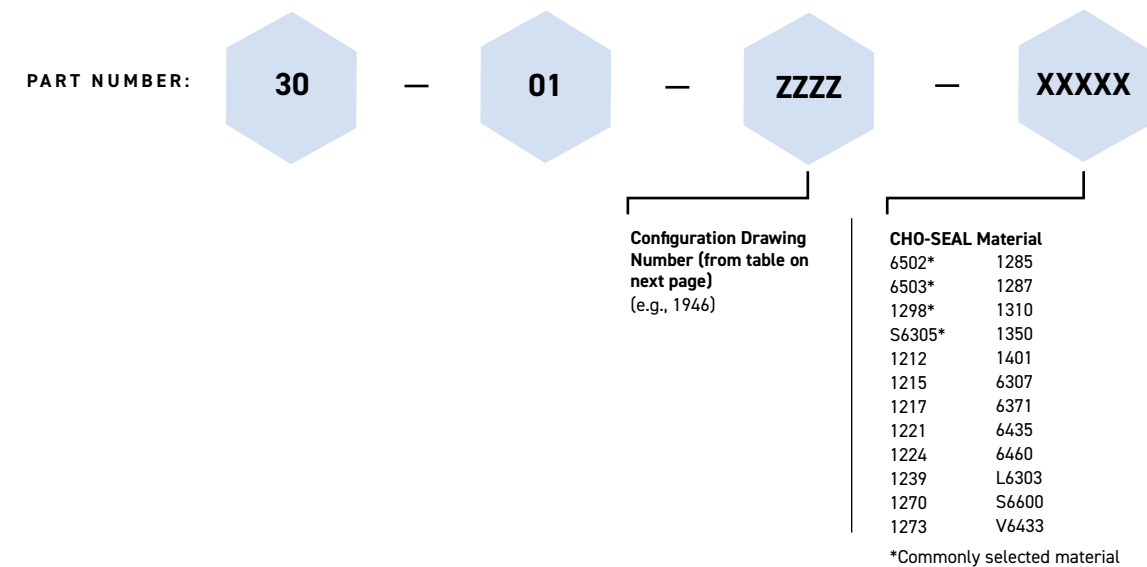 PART NUMBER: 30 — 01 — ZZZZ — XXXXX
Configuration Drawing
Number (from table on
next page)
(e.g., 1946)
CHO-SEAL Material
6502* 1285
6503* 1287
1298* 1310
S6305* 1350
1212 1401
1215 6307
1217 6371
1221 6435
1224 6460
1239 L6303
1270 S6600
1273 V6433
*Commonly selected material